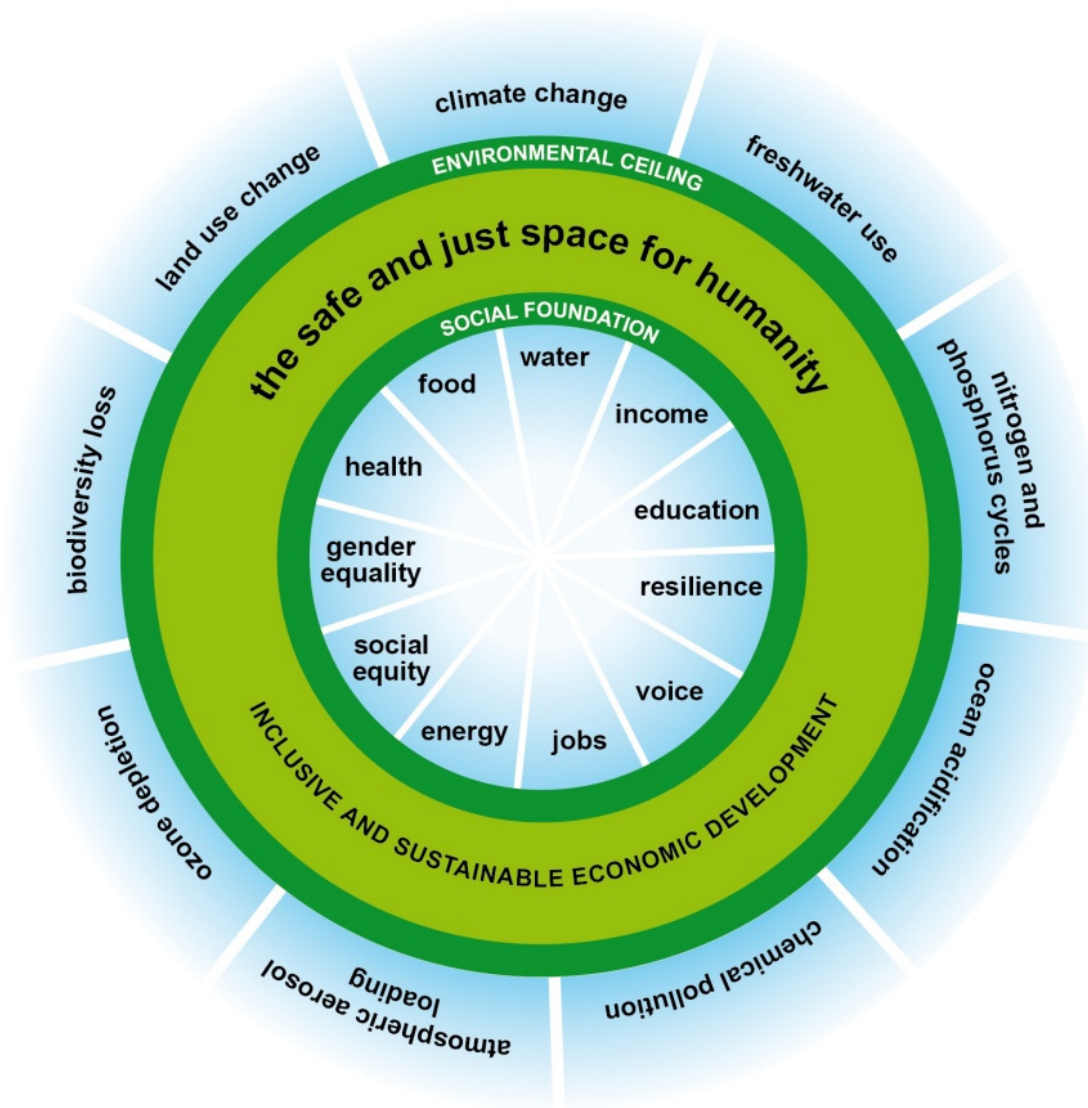 climate change
freshwater use
nitrogen and
phosphorus cycles
ocean acidification
chemical pollution
atmospheric aerosol
loading
ozone depletion
biodiversity loss
land use change
ENVIRONMENTAL CEILING
the safe and just space for humanity
SOCIAL FOUNDATION
water
income
education
resilience
voice
jobs
energy
social
equity
gender
equality
health
food
INCLUSIVE AND SUSTAINABLE ECONOMIC DEVELOPMENT